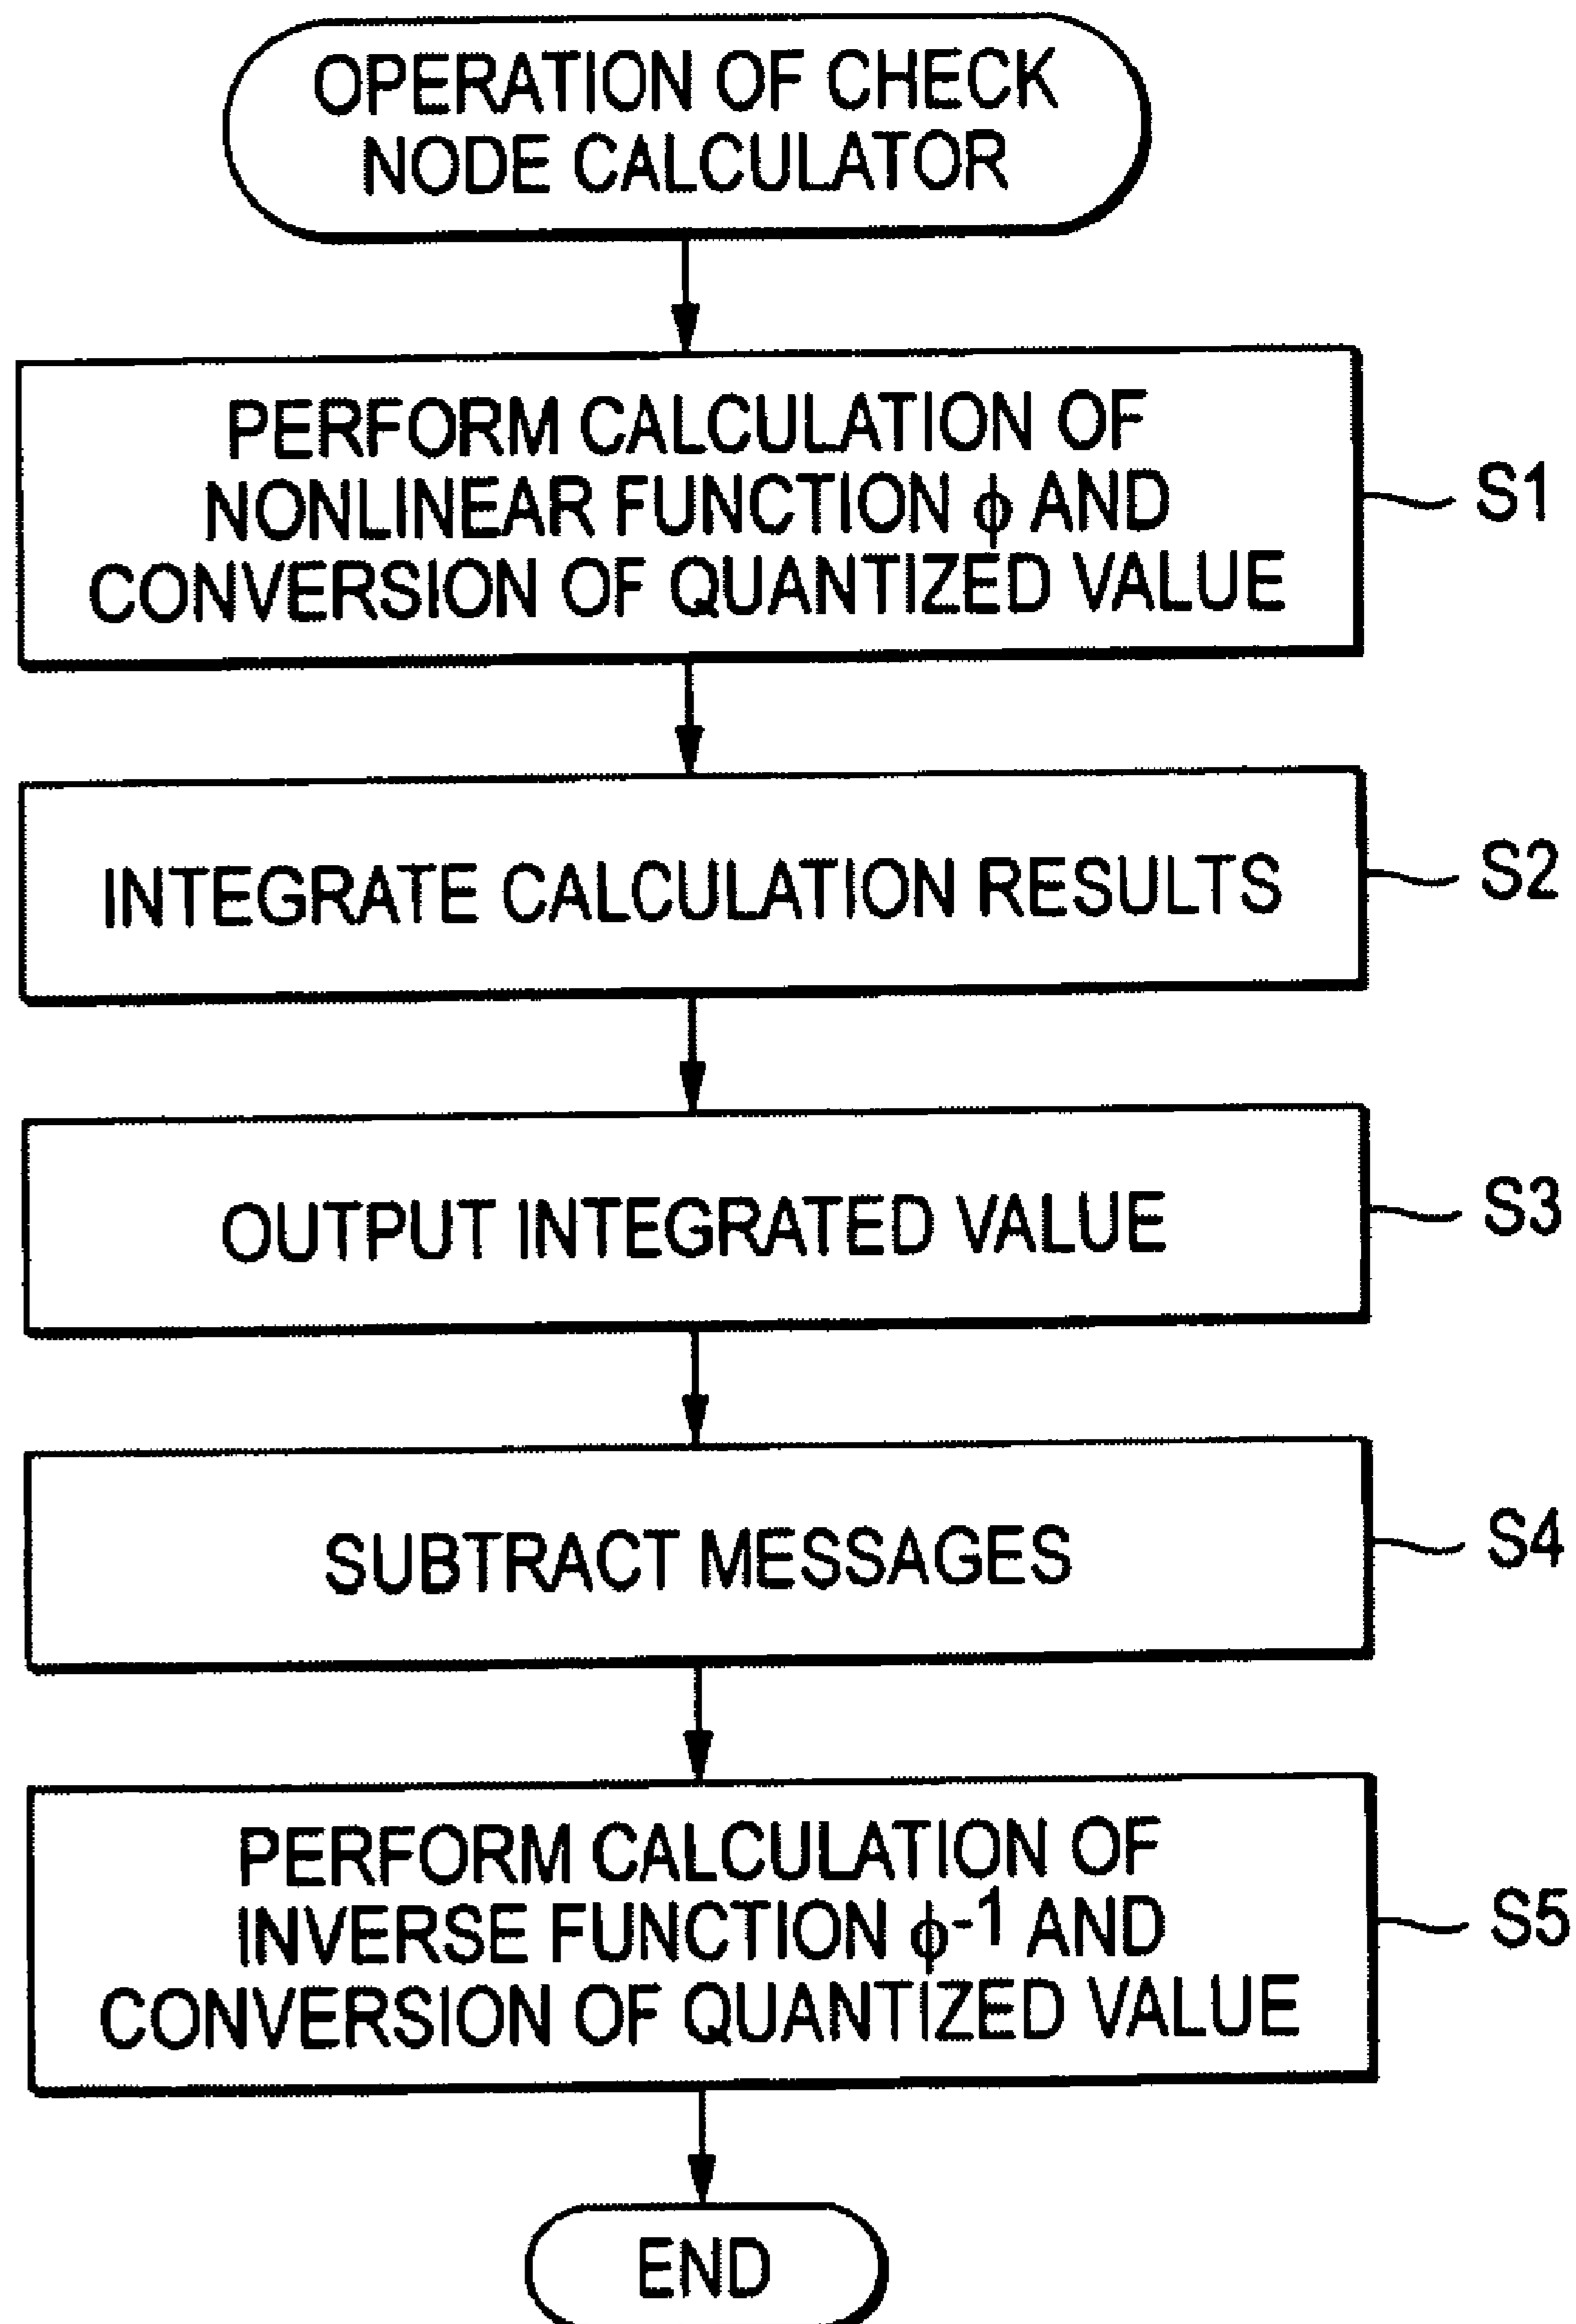 OPERATION OF CHECK
NODE CALCULATOR
PERFORM CALCULATION OF
NONLINEAR FUNCTION ϕ AND
CONVERSION OF QUANTIZED VALUE
S1
INTEGRATE CALCULATION RESULTS
S2
OUTPUT INTEGRATED VALUE
S3
SUBTRACT MESSAGES
S4
PERFORM CALCULATION OF
INVERSE FUNCTION ϕ-1 AND
CONVERSION OF QUANTIZED VALUE
S5
END